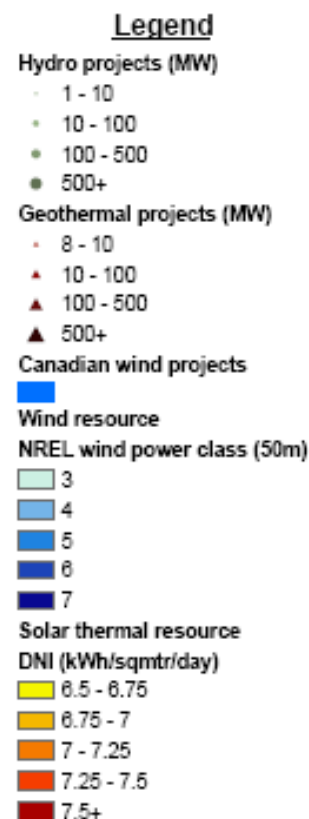 Legend
Hydro projects (MW)
1 - 10
10 - 100
100 - 500
500+
Geothermal projects (MW)
8 - 10
10 - 100
100 - 500
500+
Canadian wind projects
Wind resource
NREL wind power class (50m)
3
4
5
6
7
Solar thermal resource
DNI (kWh/sqmtr/day)
6.5 - 6.75
6.75 - 7
7 - 7.25
7.25 - 7.5
7.5+